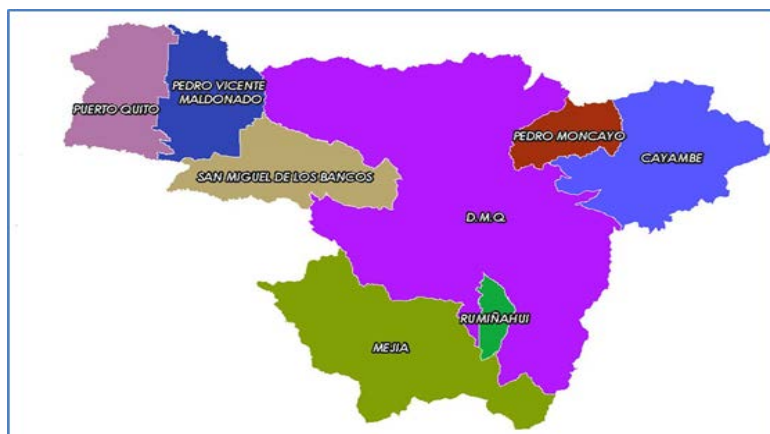 PEDRO VICENTE
MALDONADO
PUERTO QUITO
PEDRO MONCAYO
CAYAMBE
SAN MIGUEL DE LOS BANCOS
D.M.Q.
RUMIÑAHUI
MEJIA